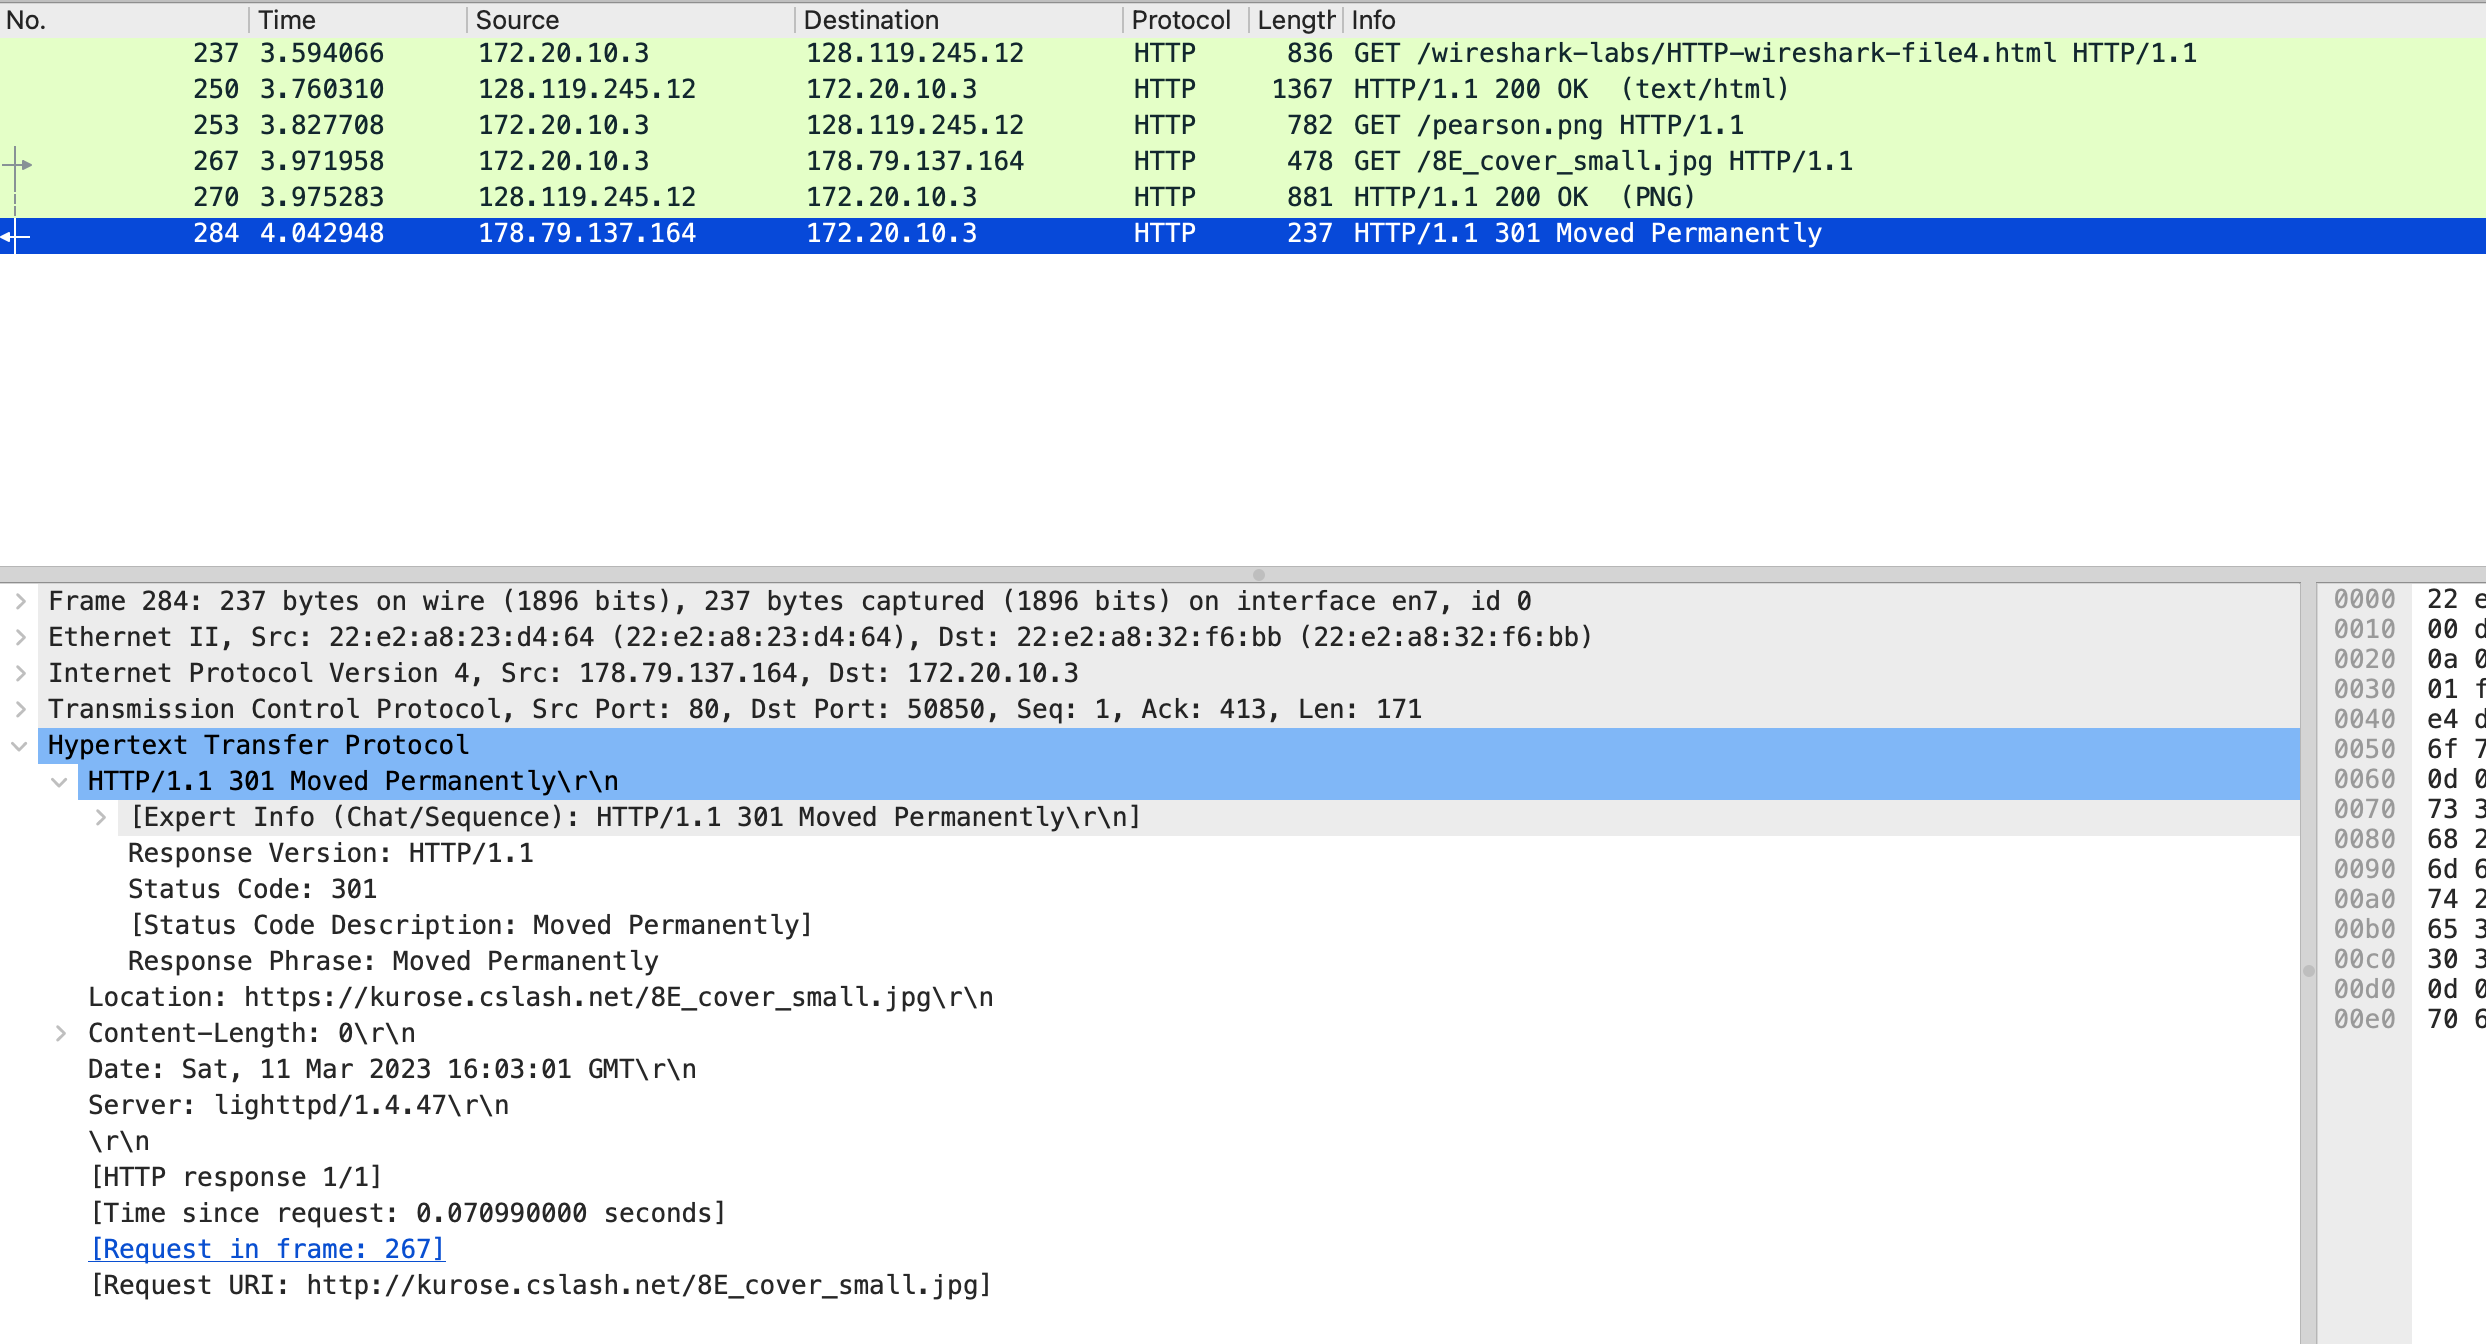 No. Time Source Destination Protocol Length Info
237 3.594066 172.20.10.3 128.119.245.12 HTTP 836 GET /wireshark-labs/HTTP-wireshark-file4.html HTTP/1.1
250 3.760310 128.119.245.12 172.20.10.3 HTTP 1367 HTTP/1.1 200 OK  (text/html)
253 3.827708 172.20.10.3 128.119.245.12 HTTP 782 GET /pearson.png HTTP/1.1
267 3.971958 172.20.10.3 178.79.137.164 HTTP 478 GET /8E_cover_small.jpg HTTP/1.1
270 3.975283 128.119.245.12 172.20.10.3 HTTP 881 HTTP/1.1 200 OK  (PNG)
284 4.042948 178.79.137.164 172.20.10.3 HTTP 237 HTTP/1.1 301 Moved Permanently
Frame 284: 237 bytes on wire (1896 bits), 237 bytes captured (1896 bits) on interface en7, id 0
Ethernet II, Src: 22:e2:a8:23:d4:64 (22:e2:a8:23:d4:64), Dst: 22:e2:a8:32:f6:bb (22:e2:a8:32:f6:bb)
Internet Protocol Version 4, Src: 178.79.137.164, Dst: 172.20.10.3
Transmission Control Protocol, Src Port: 80, Dst Port: 50850, Seq: 1, Ack: 413, Len: 171
Hypertext Transfer Protocol
HTTP/1.1 301 Moved Permanently\r\n
[Expert Info (Chat/Sequence): HTTP/1.1 301 Moved Permanently\r\n]
Response Version: HTTP/1.1
Status Code: 301
[Status Code Description: Moved Permanently]
Response Phrase: Moved Permanently
Location: https://kurose.cslash.net/8E_cover_small.jpg\r\n
Content-Length: 0\r\n
Date: Sat, 11 Mar 2023 16:03:01 GMT\r\n
Server: lighttpd/1.4.47\r\n
\r\n
[HTTP response 1/1]
[Time since request: 0.070990000 seconds]
[Request in frame: 267]
[Request URI: http://kurose.cslash.net/8E_cover_small.jpg]
0000 22
0010 00
0020 0a
0030 01
0040 e4
0050 6f
0060 0d
0070 73
0080 68
0090 6d
00a0 74
00b0 65
00c0 30
00d0 0d
00e0 70